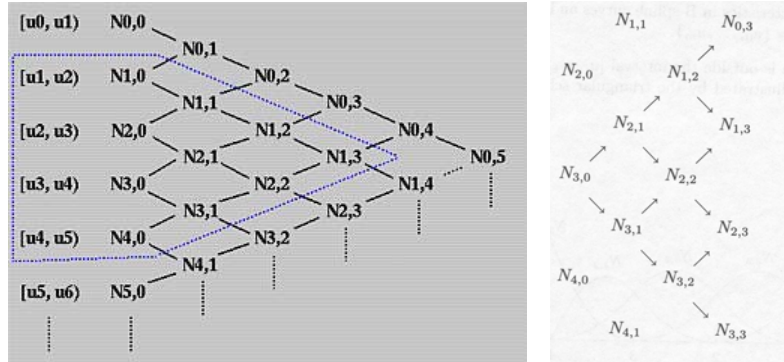 [u0, u1) N0,0
N0,1
[u1, u2) N1,0 N0,2
N1,1 N0,3
[u2, u3) N2,0 N1,2 N0,4
N2,1 N1,3 N0,5
[u3, u4) N3,0 N2,2 N1,4
N3,1 N2,3
[u4, u5) N4,0 N3,2
N4,1
[u5, u6) N5,0
N1,1 N0,3
N2,0 N1,2
N2,1 N1,3
N3,0 N2,2
N3,1 N2,3
N4,0 N3,2
N4,1 N3,3